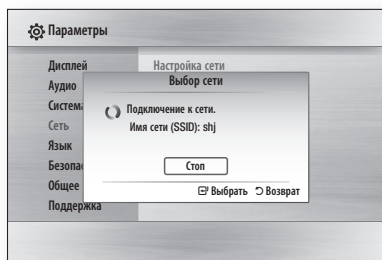 Параметры
Дисплей
Настройка сети
Аудио
Выбор сети
Систем
Подключение к сети.
Сеть
Имя сети (SSID): shj
Язык
Безопа
Стоп
Общее
Выбрать Возврат
Поддержка